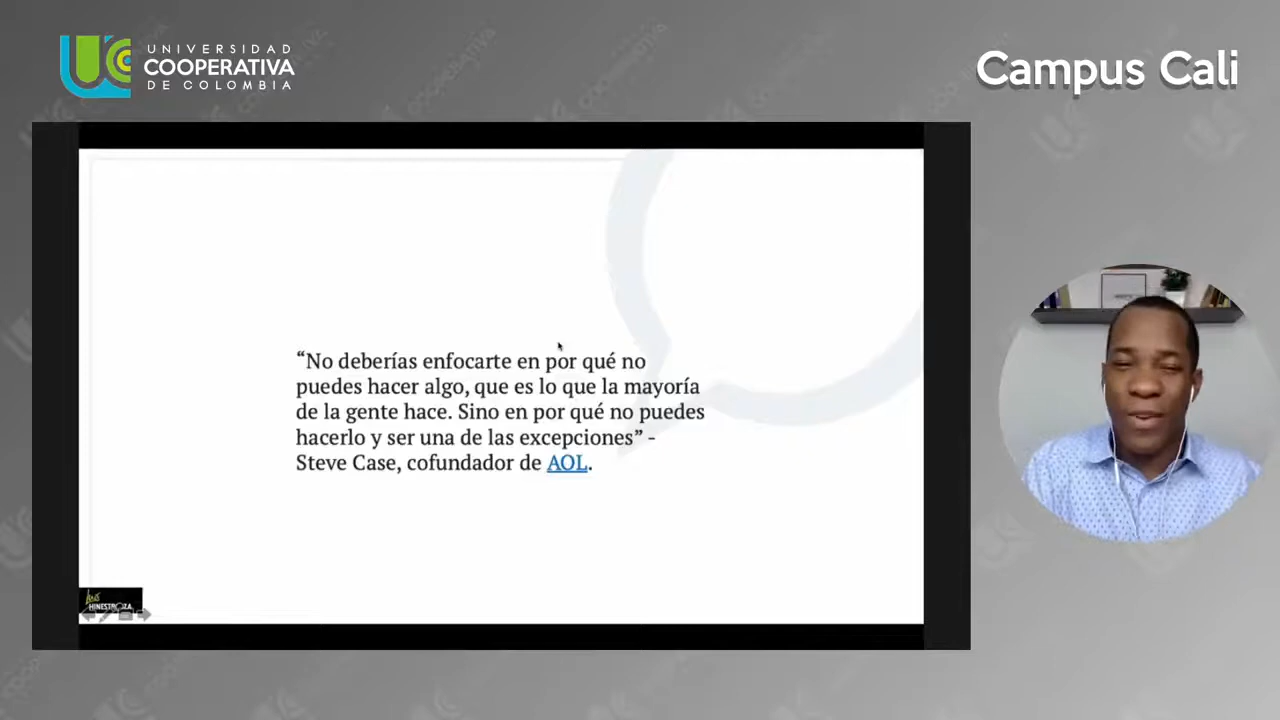 UNIVERSIDAD
COOPERATIVA
DE COLOMBIA
Campus Cali
“No deberías enfocarte en por qué no
puedes hacer algo, que es lo que la mayoría
de la gente hace. Sino en por qué no puedes
hacerlo y ser una de las excepciones” -
Steve Case, cofundador de AOL.
HINESTROZA